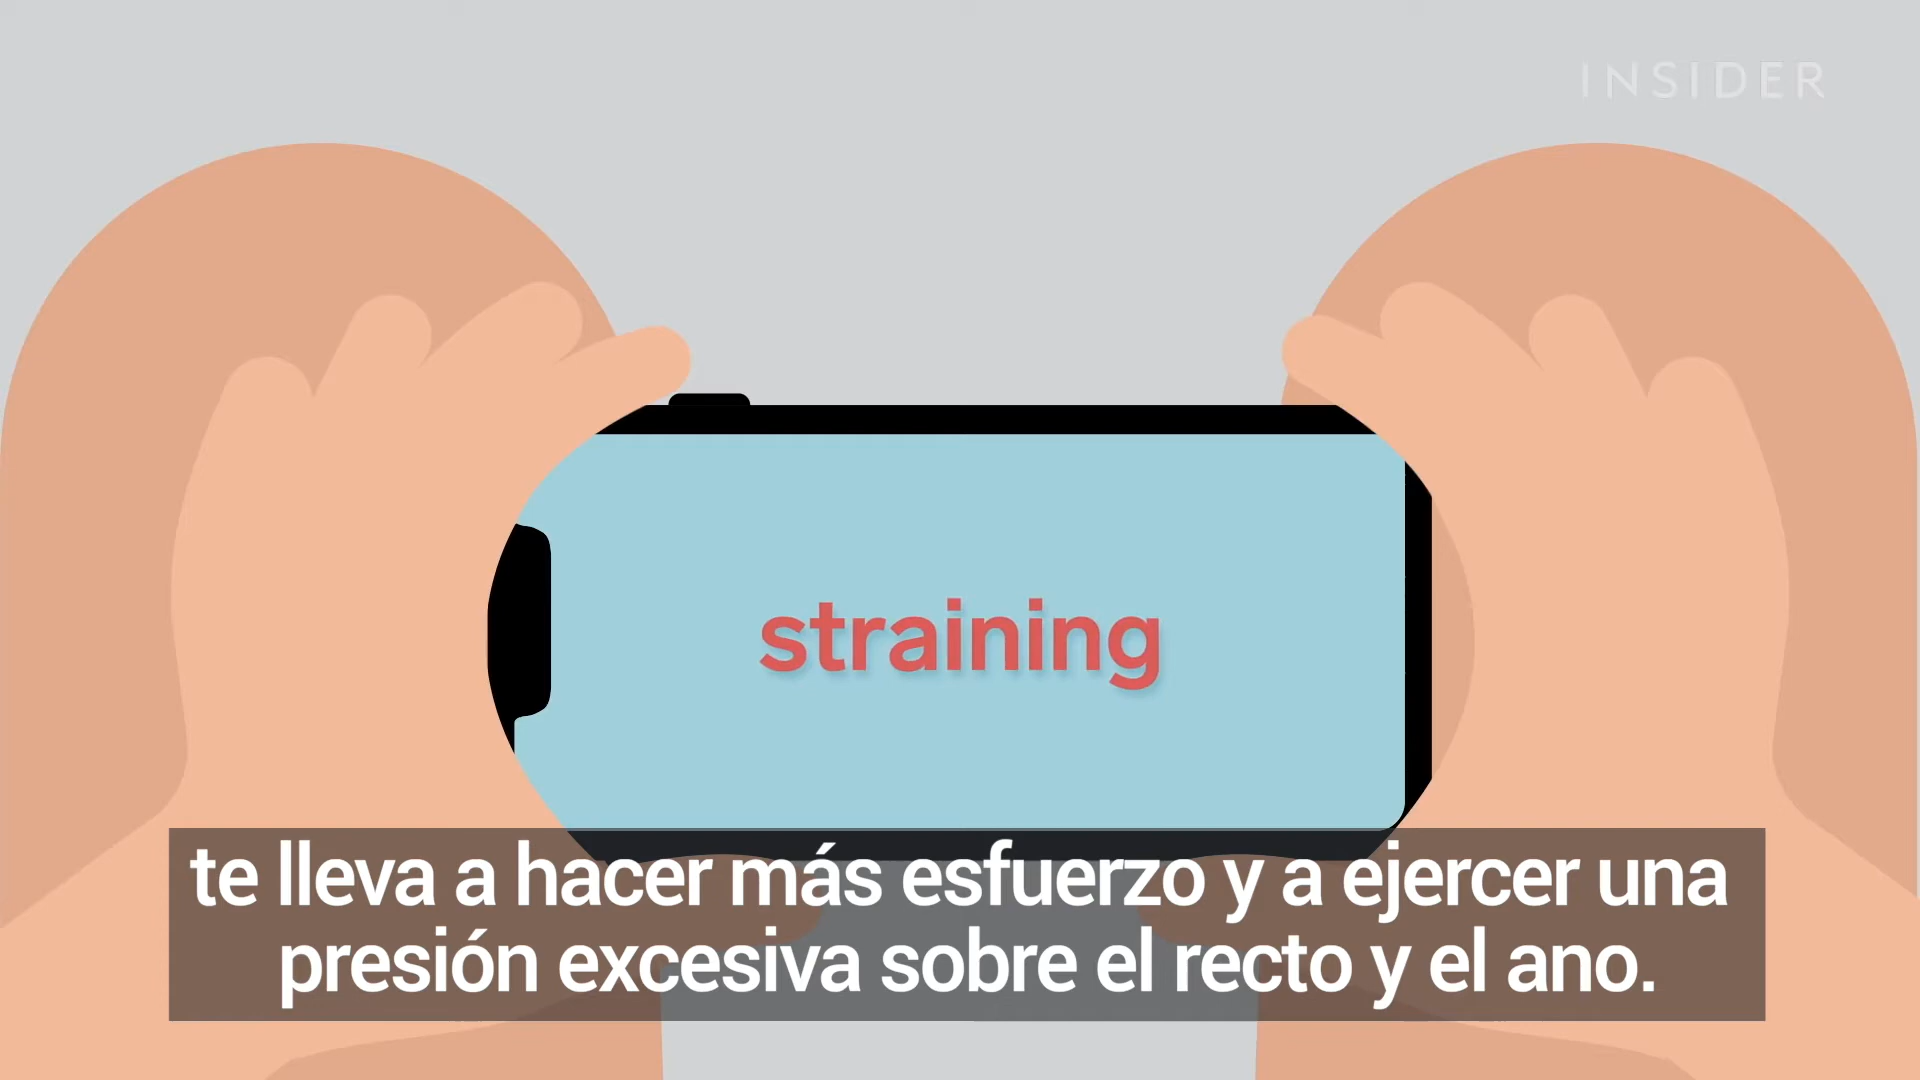 INSIDER
straining
te lleva a hacer más esfuerzo y a ejercer una
presión excesiva sobre el recto y el ano.